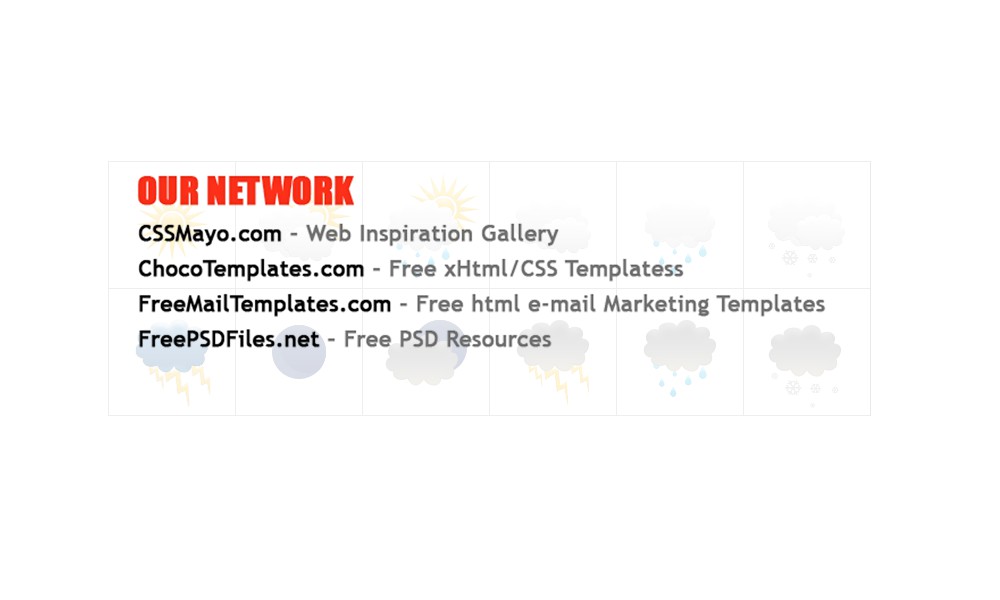 OUR NETWORK
CSSMayo.com - Web Inspiration Gallery
ChocoTemplates.com - Free xHtml/CSS Templatess
FreeMailTemplates.com - Free html e-mail Marketing Templates
FreePSDFiles.net - Free PSD Resources